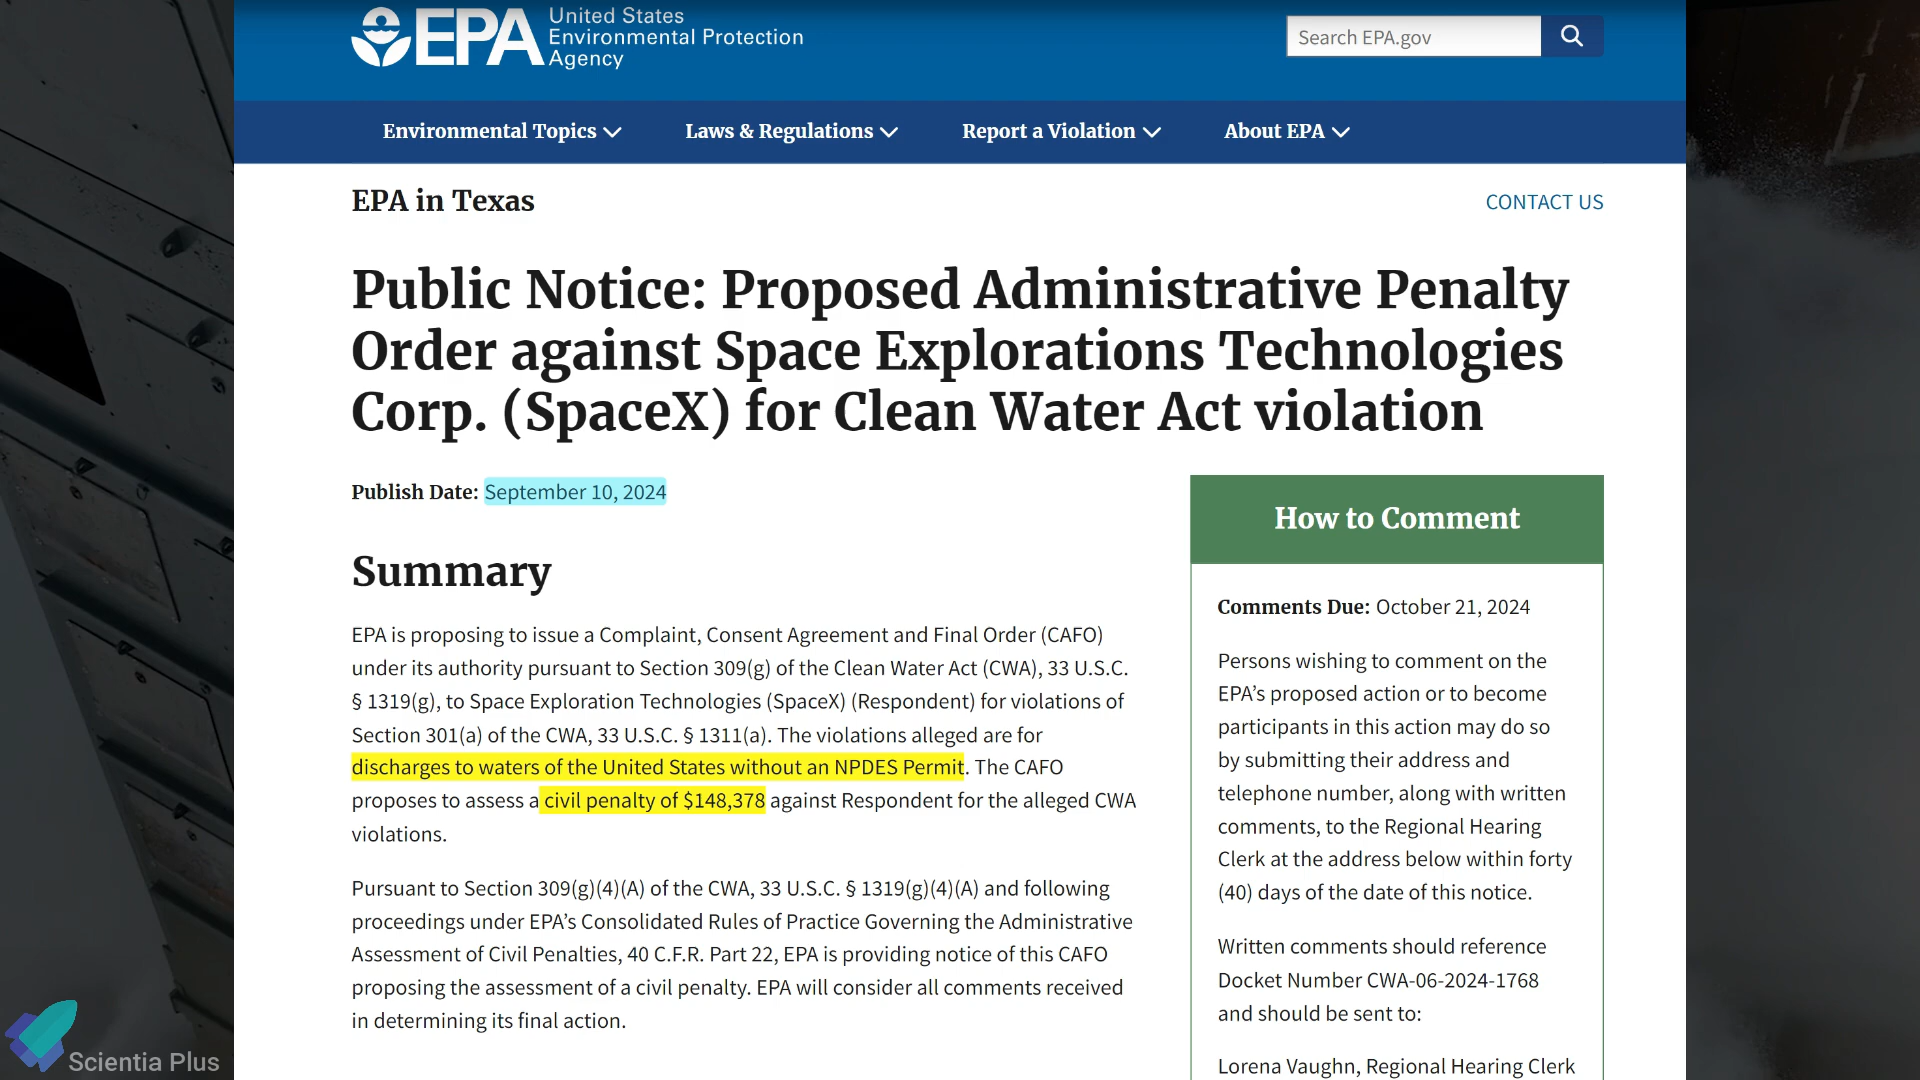 EPA
United States
Environmental Protection
Agency
Search EPA.gov
Environmental Topics
Laws & Regulations
Report a Violation
About EPA
EPA in Texas
CONTACT US
Public Notice: Proposed Administrative Penalty
Order against Space Explorations Technologies
Corp. (SpaceX) for Clean Water Act violation
Publish Date: September 10, 2024
Summary
EPA is proposing to issue a Complaint, Consent Agreement and Final Order (CAFO)
under its authority pursuant to Section 309(g) of the Clean Water Act (CWA), 33 U.S.C.
§ 1319(g), to Space Exploration Technologies (SpaceX) (Respondent) for violations of
Section 301(a) of the CWA, 33 U.S.C. § 1311(a). The violations alleged are for
discharges to waters of the United States without an NPDES Permit. The CAFO
proposes to assess a civil penalty of $148,378 against Respondent for the alleged CWA
violations.
Pursuant to Section 309(g)(4)(A) of the CWA, 33 U.S.C. § 1319(g)(4)(A) and following
proceedings under EPA's Consolidated Rules of Practice Governing the Administrative
Assessment of Civil Penalties, 40 C.F.R. Part 22, EPA is providing notice of this CAFO
proposing the assessment of a civil penalty. EPA will consider all comments received
in determining its final action.
How to Comment
Comments Due: October 21, 2024
Persons wishing to comment on the
EPA's proposed action or to become
participants in this action may do so
by submitting their address and
telephone number, along with written
comments, to the Regional Hearing
Clerk at the address below within forty
(40) days of the date of this notice.
Written comments should reference
Docket Number CWA-06-2024-1768
and should be sent to:
Lorena Vaughn, Regional Hearing Clerk
Scientia Plus